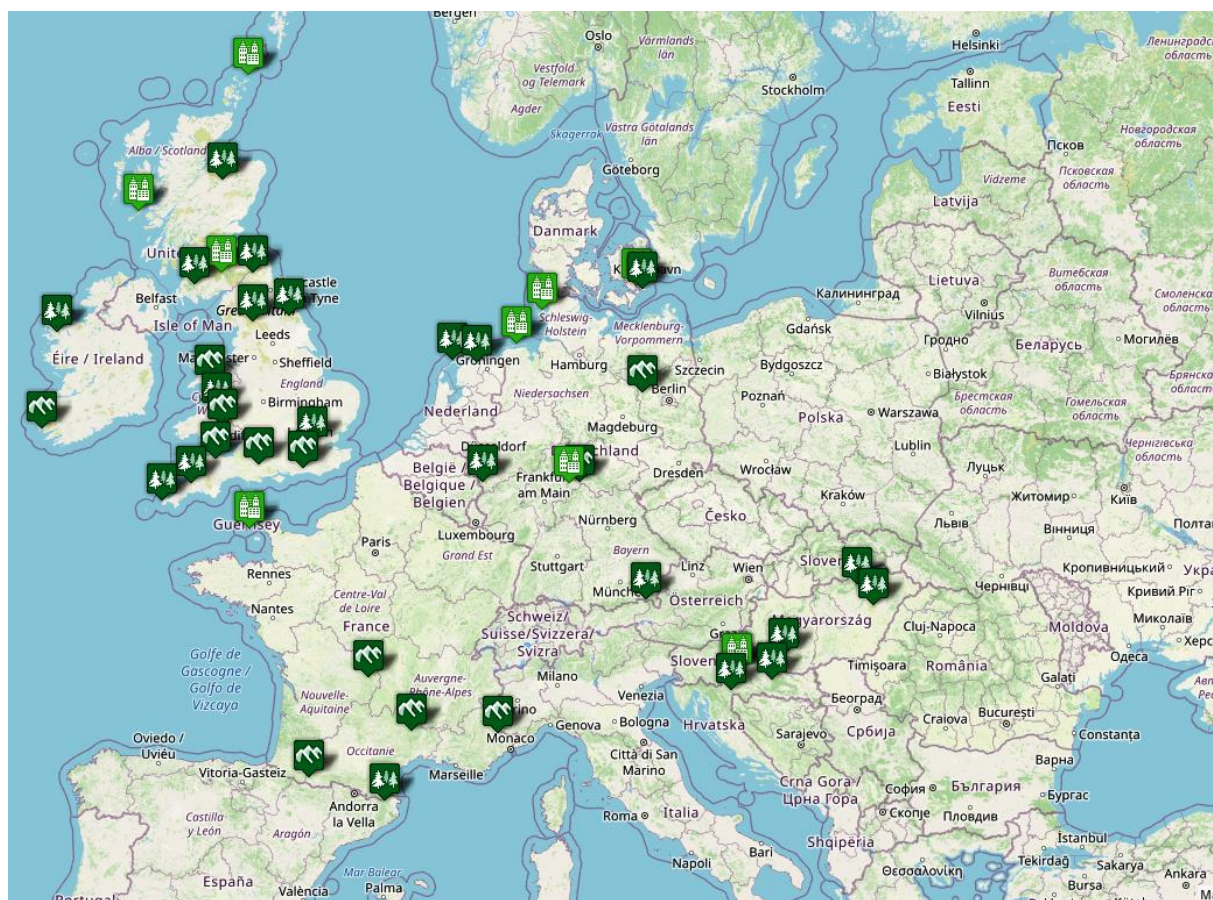 Bergen
Oslo
Värmlands
län
Helsinki
Ленинградская
область
Vestfold
og Telemark
Stockholm
Tallinn
Agder
Eesti
Новгородская
область
Skagerrak
Västra Götalands
län
Псков
Псковская
область
Alba / Scotland
Göteborg
Vidzeme
Latvija
Danmark
Belfast
Isle of Man
Leeds
Éire / Ireland
Sheffield
England
Birmingham
Lietuva
Витебская
область
Калининград
Vilnius
Смоленская
область
Schleswig-
Holstein
Mecklenburg-
Vorpommern
Gdańsk
Гродно
Беларусь
Могилёв
Groningen
Hamburg
Szczecin
Bydgoszcz
Białystok
Berlin
Niedersachsen
Брестская
область
Гомельская
область
Nederland
Poznań
Polska
Warszawa
Magdeburg
Düsseldorf
Lublin
Чернігівська
область
België /
Belgique /
Belgien
Dresden
Wrocław
Луцьк
Frankfurt
am Main
Kraków
Житомир
Київ
Guernsey
Česko
Львів
Вінниця
Nürnberg
Luxembourg
Paris
Grand Est
Rennes
Stuttgart
Bayern
Linz
Wien
Чернівці
Кропивницький
Кривий Ріг
Nantes
Centre-Val
de Loire
Österreich
France
Schweiz/
Suisse/Svizzera/
Svizra
Magyarország
Cluj-Napoca
Moldova
Миколаїв
Одеса
Golfe de
Gascogne /
Golfo de
Vizcaya
Auvergne-
Rhône-Alpes
Milano
Timișoara
România
Galați
Nouvelle-
Aquitaine
Venezia
Београд
Genova
Bologna
Hrvatska
Craiova
București
Oviedo /
Uviéu
Occitanie
Monaco
Sarajevo
Србија
Constanța
Città di San
Marino
Vitoria-Gasteiz
Marseille
Варна
Andorra
la Vella
Crna Gora /
Црна Гора
София
България
Бургас
Castilla
y León
Aragón
Roma
Italia
Скопје
Пловдив
Shqipëria
İstanbul
España
Mar Balear
Napoli
Bari
Tekirdağ
Sakarya
Θεσσαλονίκη
Ankara
València
Palma
Bursa
Portugal